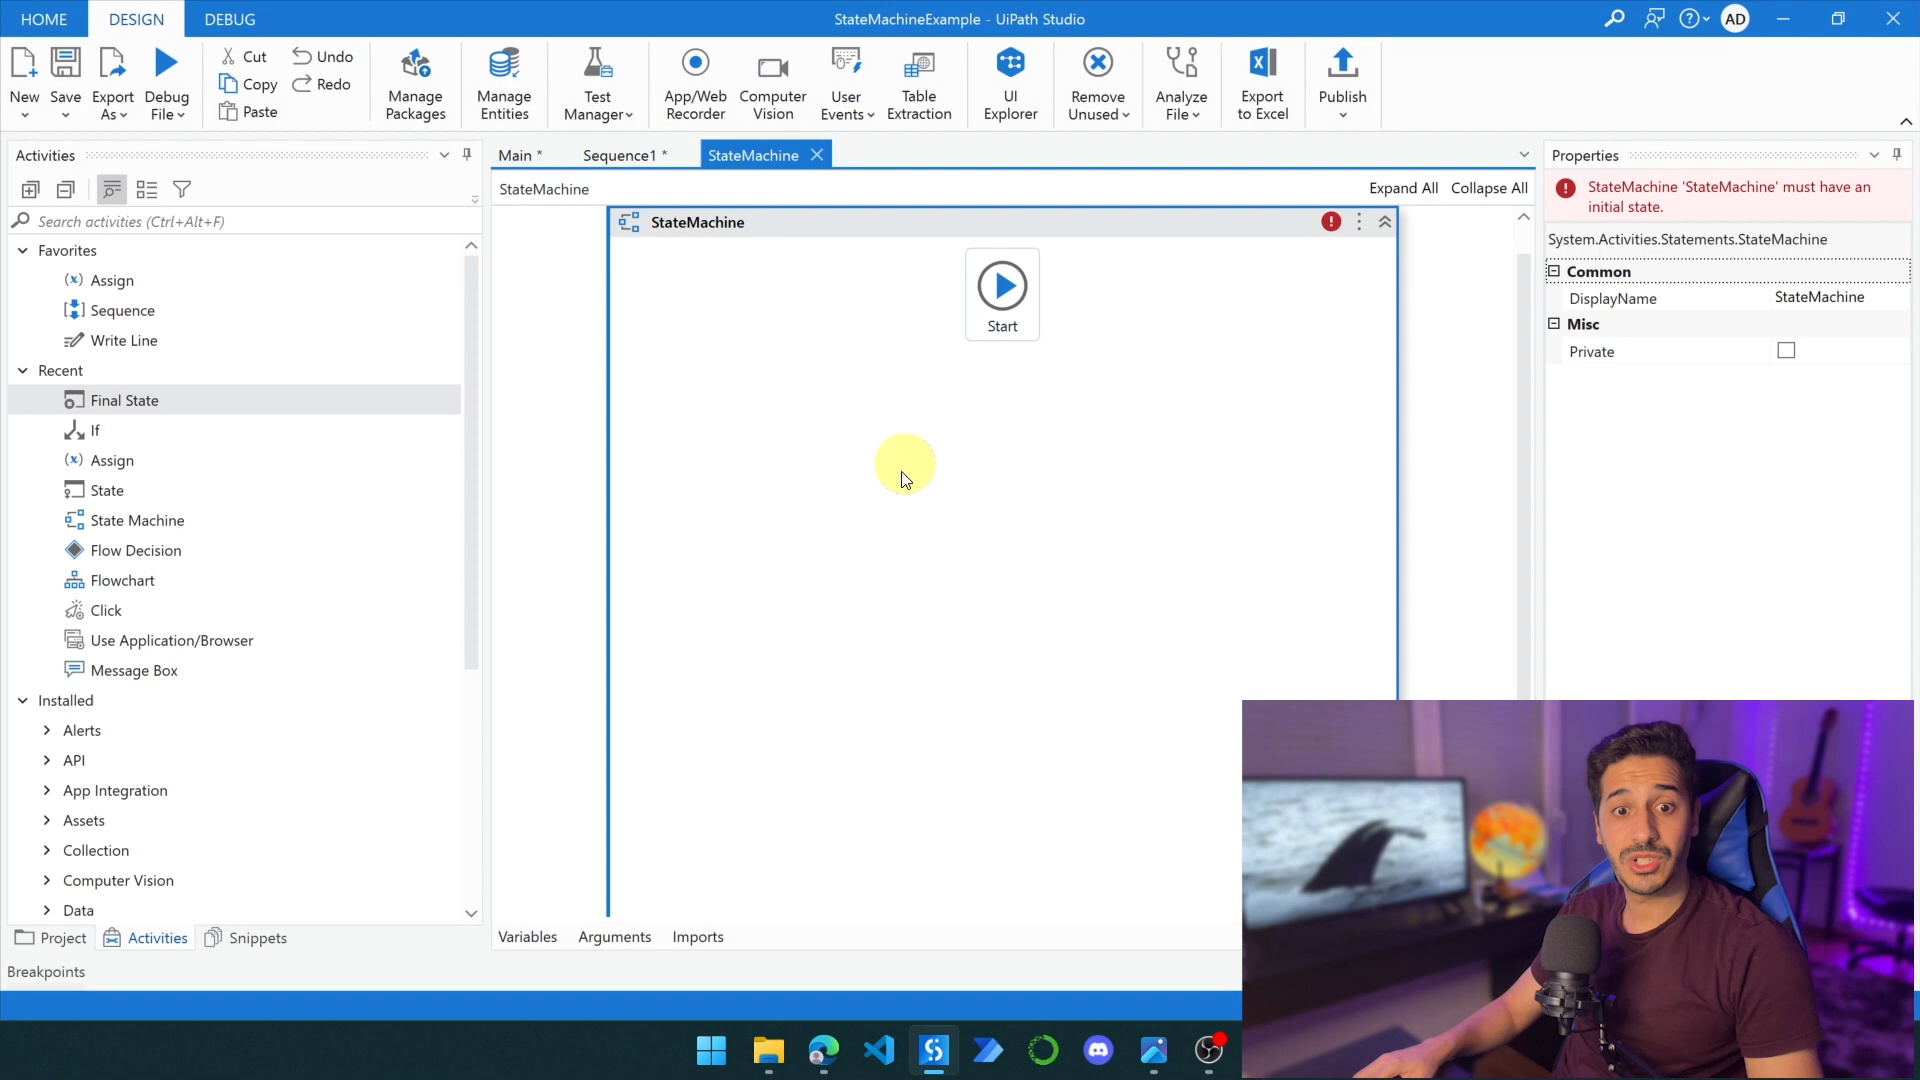 HOME
DESIGN
DEBUG
StateMachineExample - UiPath Studio
AD
New
Save
Export As
Debug File
Cut
Copy
Paste
Undo
Redo
Manage Packages
Manage Entities
Test Manager
App/Web Recorder
Computer Vision
User Events
Table Extraction
UI Explorer
Remove Unused
Analyze File
Export to Excel
Publish
Activities
Search activities (Ctrl+Alt+F)
Favorites
Assign
Sequence
Write Line
Recent
Final State
If
Assign
State
State Machine
Flow Decision
Flowchart
Click
Use Application/Browser
Message Box
Installed
Alerts
API
App Integration
Assets
Collection
Computer Vision
Data
Project
Activities
Snippets
Breakpoints
Main *
Sequence1 *
StateMachine
StateMachine
Expand All
Collapse All
StateMachine
Start
Variables
Arguments
Imports
Properties
StateMachine 'StateMachine' must have an
initial state.
System.Activities.Statements.StateMachine
Common
DisplayName
StateMachine
Misc
Private